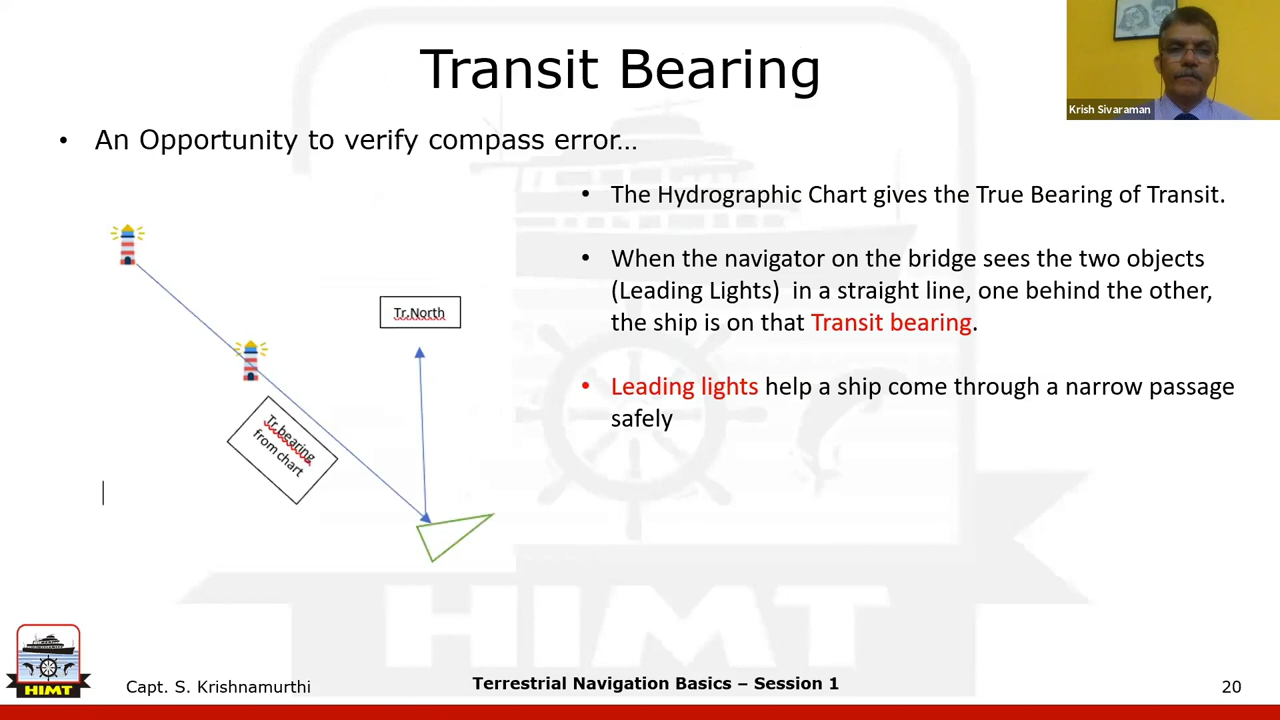 Transit Bearing
Krish Sivaraman
• An Opportunity to verify compass error…
• The Hydrographic Chart gives the True Bearing of Transit.
• When the navigator on the bridge sees the two objects
(Leading Lights) in a straight line, one behind the other,
the ship is on that Transit bearing.
• Leading lights help a ship come through a narrow passage
safely
Tr.North
Tr.bearing
from chart
HIMT
HIMT
Capt. S. Krishnamurthi
Terrestrial Navigation Basics – Session 1
20